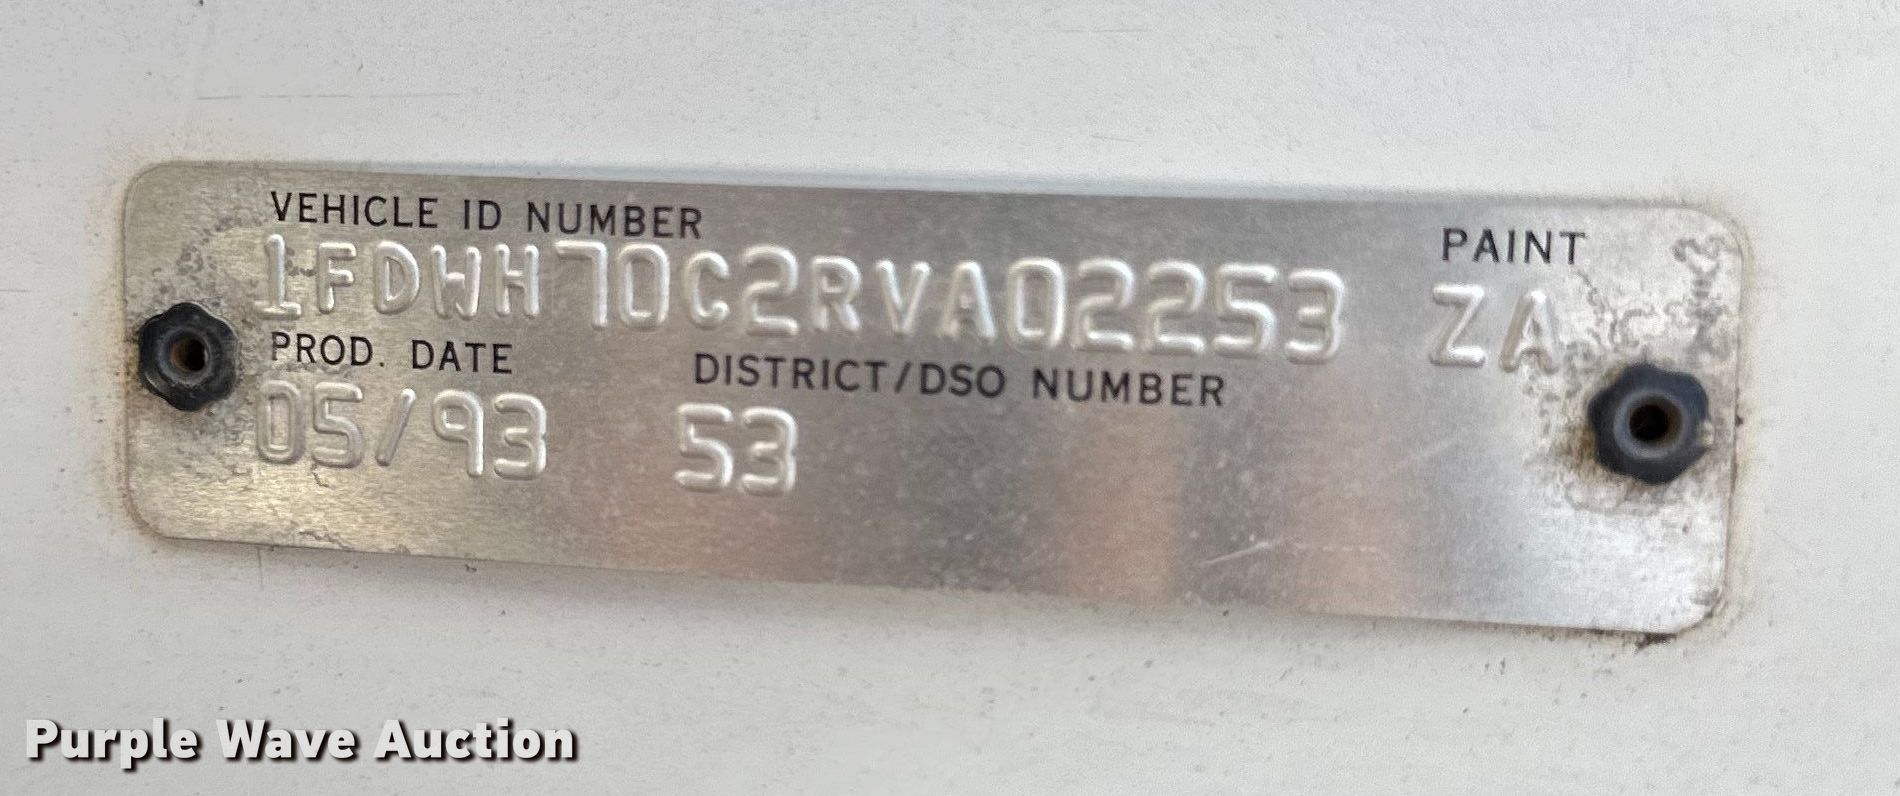 VEHICLE ID NUMBER PAINT
1FDWH70C2RVA02253 ZA
PROD. DATE DISTRICT/DSO NUMBER
05/93 53
Purple Wave Auction